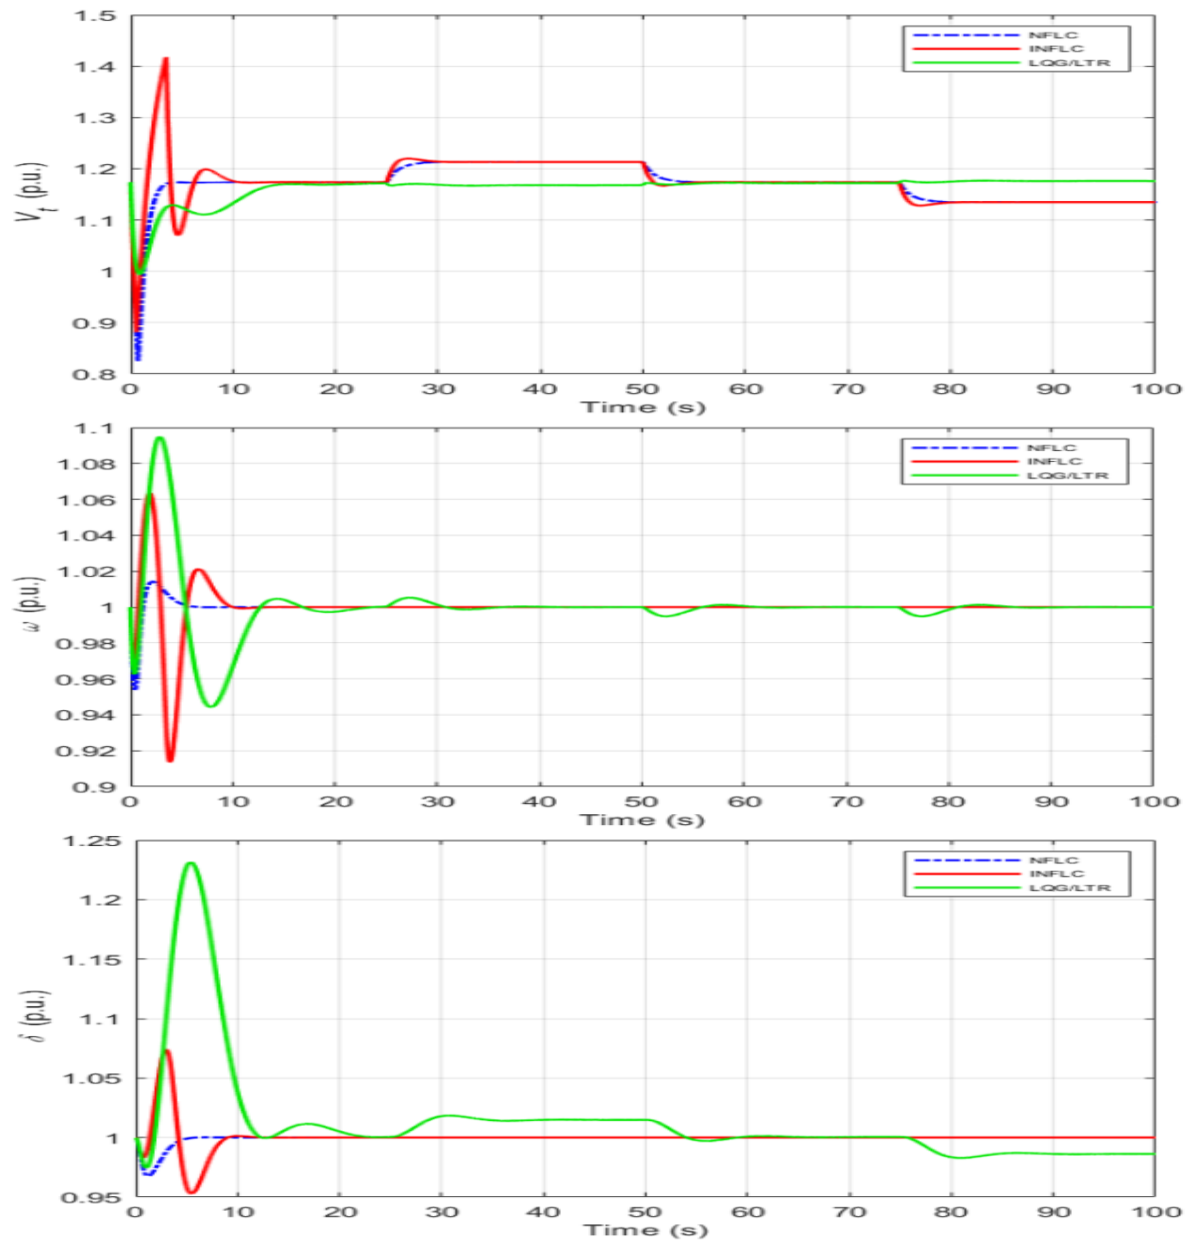 1.5
1.4
1.3
1.2
1.1
1
0.9
0.8
V_t (p.u.)
NFLC
INFLC
LQG/LTR
0 10 20 30 40 50 60 70 80 90 100
Time (s)
1.1
1.08
1.06
1.04
1.02
1
0.98
0.96
0.94
0.92
0.9
ω (p.u.)
NFLC
INFLC
LQG/LTR
0 10 20 30 40 50 60 70 80 90 100
Time (s)
1.25
1.2
1.15
1.1
1.05
1
0.95
δ (p.u.)
NFLC
INFLC
LQG/LTR
0 10 20 30 40 50 60 70 80 90 100
Time (s)